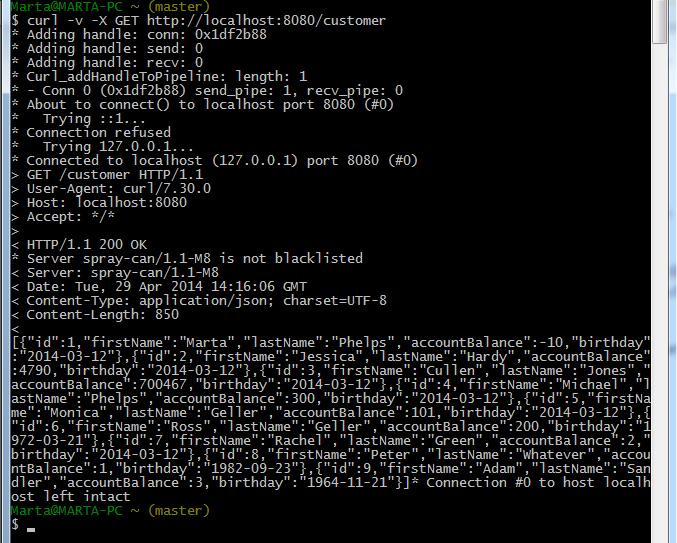 Marta@MARTA-PC ~ (master)
$ curl -v -X GET http://localhost:8080/customer
* Adding handle: conn: 0x1df2b88
* Adding handle: send: 0
* Adding handle: recv: 0
* Curl_addHandleToPipeline: length: 1
* - Conn 0 (0x1df2b88) send_pipe: 1, recv_pipe: 0
* About to connect() to localhost port 8080 (#0)
*   Trying ::1...
* Connection refused
*   Trying 127.0.0.1...
* Connected to localhost (127.0.0.1) port 8080 (#0)
> GET /customer HTTP/1.1
> User-Agent: curl/7.30.0
> Host: localhost:8080
> Accept: */*
>
< HTTP/1.1 200 OK
* Server spray-can/1.1-M8 is not blacklisted
< Server: spray-can/1.1-M8
< Date: Tue, 29 Apr 2014 14:16:06 GMT
< Content-Type: application/json; charset=UTF-8
< Content-Length: 850
<
[{"id":1,"firstName":"Marta","lastName":"Phelps","accountBalance":-10,"birthday"
:"2014-03-12"},{"id":2,"firstName":"Jessica","lastName":"Hardy","accountBalance"
:4790,"birthday":"2014-03-12"},{"id":3,"firstName":"Cullen","lastName":"Jones","
accountBalance":700467,"birthday":"2014-03-12"},{"id":4,"firstName":"Michael","l
astName":"Phelps","accountBalance":300,"birthday":"2014-03-12"},{"id":5,"firstNa
me":"Monica","lastName":"Geller","accountBalance":101,"birthday":"2014-03-12"},{
"id":6,"firstName":"Ross","lastName":"Geller","accountBalance":200,"birthday":"1
972-03-21"},{"id":7,"firstName":"Rachel","lastName":"Green","accountBalance":2,"
birthday":"2014-03-12"},{"id":8,"firstName":"Peter","lastName":"Whatever","accou
ntBalance":1,"birthday":"1982-09-23"},{"id":9,"firstName":"Adam","lastName":"San
dler","accountBalance":3,"birthday":"1964-11-21"}]* Connection #0 to host localh
ost left intact
Marta@MARTA-PC ~ (master)
$